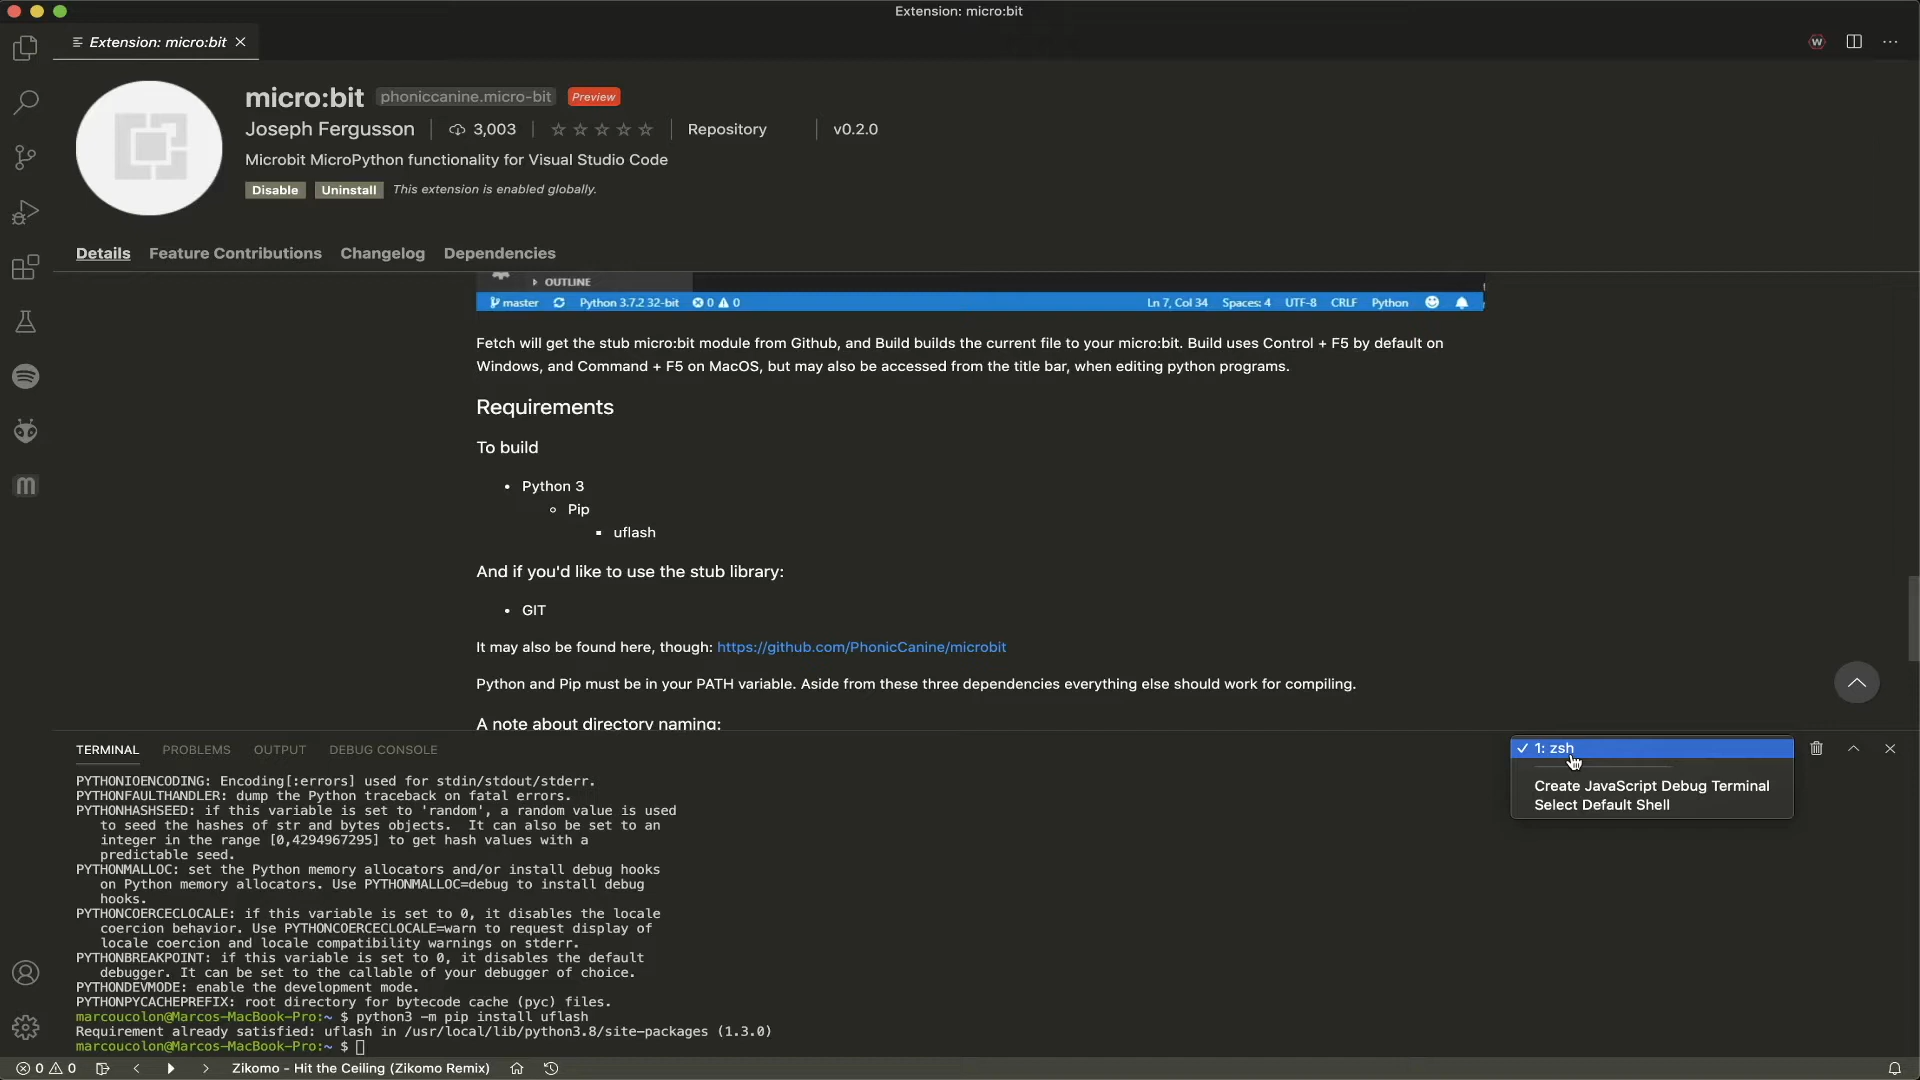 Extension: micro:bit
Extension: micro:bit
micro:bit phoniccanine.micro-bit Preview
Joseph Fergusson 3,003 Repository v0.2.0
Microbit MicroPython functionality for Visual Studio Code
Disable Uninstall This extension is enabled globally.
Details Feature Contributions Changelog Dependencies
OUTLINE
master Python 3.7.2 32-bit 0 0 Ln 7, Col 34 Spaces: 4 UTF-8 CRLF Python
Fetch will get the stub micro:bit module from Github, and Build builds the current file to your micro:bit. Build uses Control + F5 by default on
Windows, and Command + F5 on MacOS, but may also be accessed from the title bar, when editing python programs.
Requirements
To build
Python 3
Pip
uflash
And if you'd like to use the stub library:
GIT
It may also be found here, though: https://github.com/PhonicCanine/microbit
Python and Pip must be in your PATH variable. Aside from these three dependencies everything else should work for compiling.
A note about directory naming:
TERMINAL PROBLEMS OUTPUT DEBUG CONSOLE
1: zsh
Create JavaScript Debug Terminal
Select Default Shell
PYTHONIOENCODING: Encoding[:errors] used for stdin/stdout/stderr.
PYTHONFAULTHANDLER: dump the Python traceback on fatal errors.
PYTHONHASHSEED: if this variable is set to 'random', a random value is used
to seed the hashes of str and bytes objects. It can also be set to an
integer in the range [0,4294967295] to get hash values with a
predictable seed.
PYTHONMALLOC: set the Python memory allocators and/or install debug hooks
on Python memory allocators. Use PYTHONMALLOC=debug to install debug
hooks.
PYTHONCOERCECLOCALE: if this variable is set to 0, it disables the locale
coercion behavior. Use PYTHONCOERCECLOCALE=warn to request display of
locale coercion and locale compatibility warnings on stderr.
PYTHONBREAKPOINT: if this variable is set to 0, it disables the default
debugger. It can be set to the callable of your debugger of choice.
PYTHONDEVMODE: enable the development mode.
PYTHONPYCACHEPREFIX: root directory for bytecode cache (pyc) files.
marcoucolon@Marcos-MacBook-Pro:~ $ python3 -m pip install uflash
Requirement already satisfied: uflash in /usr/local/lib/python3.8/site-packages (1.3.0)
marcoucolon@Marcos-MacBook-Pro:~ $
0 0 Zikomo - Hit the Ceiling (Zikomo Remix)